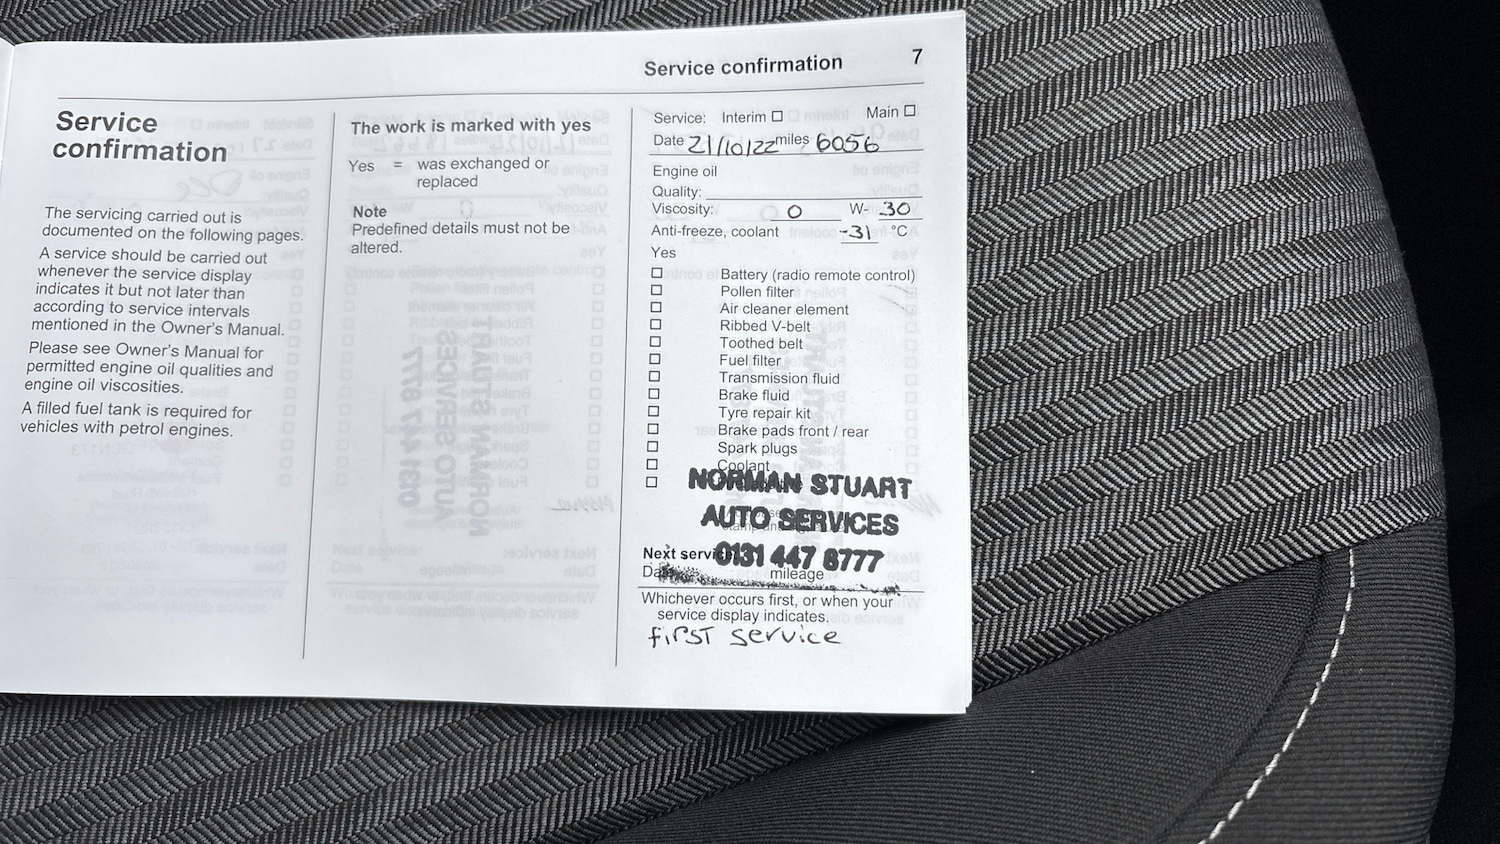 Service confirmation 7
Service
confirmation
The servicing carried out is
documented on the following pages.
A service should be carried out
whenever the service display
indicates it but not later than
according to service intervals
mentioned in the Owner's Manual.
Please see Owner's Manual for
permitted engine oil qualities and
engine oil viscosities.
A filled fuel tank is required for
vehicles with petrol engines.
The work is marked with yes
Yes = was exchanged or
replaced
Note
Predefined details must not be
altered.
Service: Interim ☐ Main ☐
Date 21/10/22 miles 6056
Engine oil
Quality:
Viscosity: 0 W- 30
Anti-freeze, coolant -31 °C
Yes
☐ Battery (radio remote control)
☐ Pollen filter
☐ Air cleaner element
☐ Ribbed V-belt
☐ Toothed belt
☐ Fuel filter
☐ Transmission fluid
☐ Brake fluid
☐ Tyre repair kit
☐ Brake pads front / rear
☐ Spark plugs
☐ Coolant
☐
NORMAN STUART
AUTO SERVICES
0131 447 8777
Next service:
Date mileage
Whichever occurs first, or when your
service display indicates.
first service